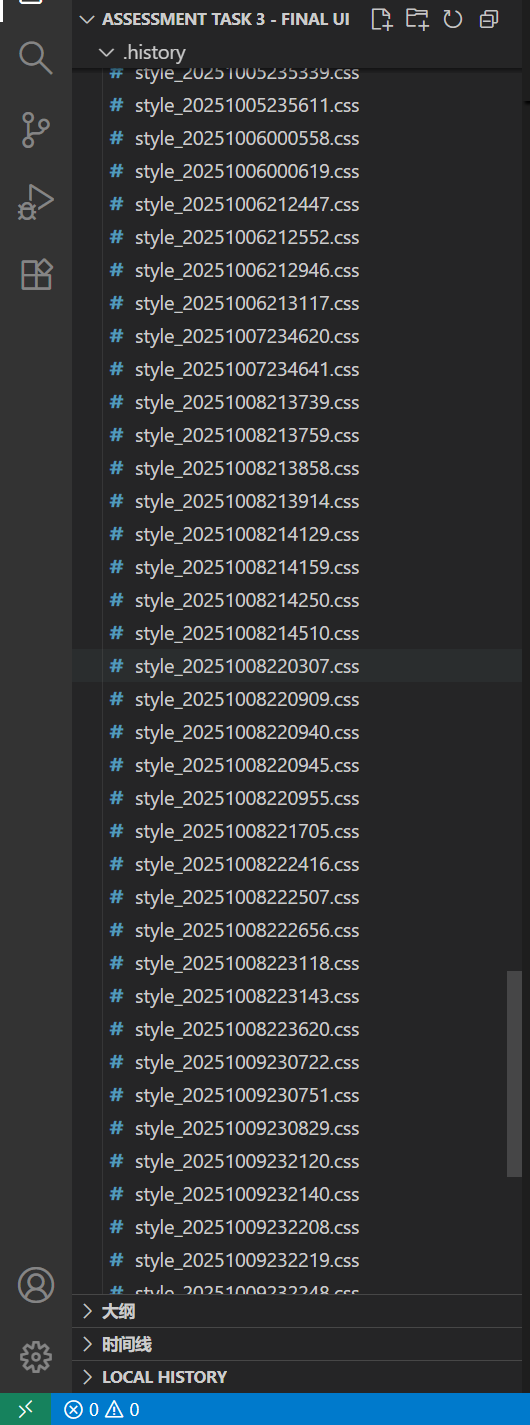 ASSESSMENT TASK 3 - FINAL UI
.history
style_20251005235339.css
style_20251005235611.css
style_20251006000558.css
style_20251006000619.css
style_20251006212447.css
style_20251006212552.css
style_20251006212946.css
style_20251006213117.css
style_20251007234620.css
style_20251007234641.css
style_20251008213739.css
style_20251008213759.css
style_20251008213858.css
style_20251008213914.css
style_20251008214129.css
style_20251008214159.css
style_20251008214250.css
style_20251008214510.css
style_20251008220307.css
style_20251008220909.css
style_20251008220940.css
style_20251008220945.css
style_20251008220955.css
style_20251008221705.css
style_20251008222416.css
style_20251008222507.css
style_20251008222656.css
style_20251008223118.css
style_20251008223143.css
style_20251008223620.css
style_20251009230722.css
style_20251009230751.css
style_20251009230829.css
style_20251009232120.css
style_20251009232140.css
style_20251009232208.css
style_20251009232219.css
style_20251009232248.css
大纲
时间线
LOCAL HISTORY
0 0